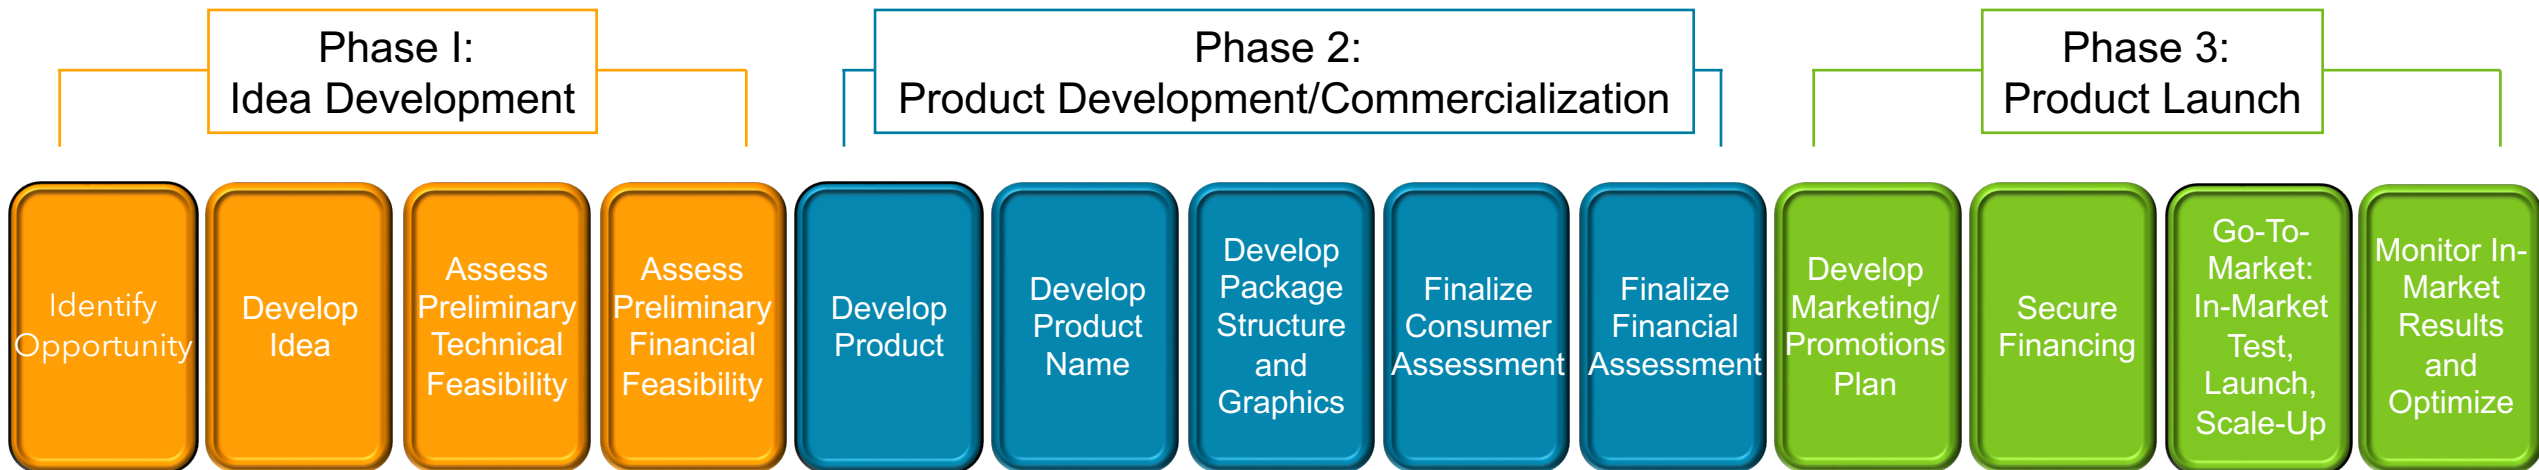 Phase I:
Idea Development
Phase 2:
Product Development/Commercialization
Phase 3:
Product Launch
Identify
Opportunity
Develop
Idea
Assess
Preliminary
Technical
Feasibility
Assess
Preliminary
Financial
Feasibility
Develop
Product
Develop
Product
Name
Develop
Package
Structure
and
Graphics
Finalize
Consumer
Assessment
Finalize
Financial
Assessment
Develop
Marketing/
Promotions
Plan
Secure
Financing
Go-To-
Market:
In-Market
Test,
Launch,
Scale-Up
Monitor In-
Market
Results
and
Optimize